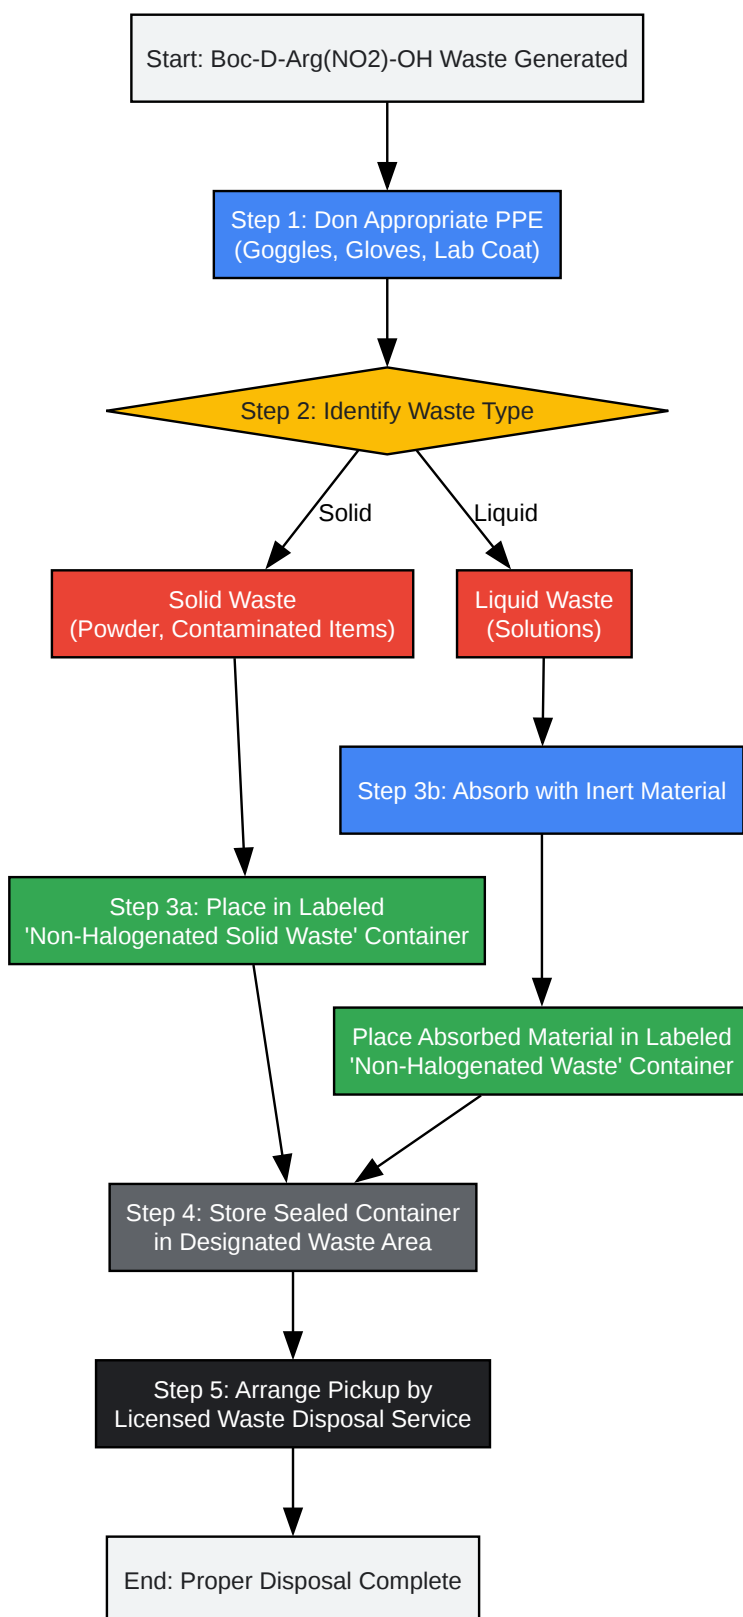 Start: Boc-D-Arg(NO2)-OH Waste Generated
Step 1: Don Appropriate PPE
(Goggles, Gloves, Lab Coat)
Step 2: Identify Waste Type
Solid
Liquid
Solid Waste
(Powder, Contaminated Items)
Liquid Waste
(Solutions)
Step 3b: Absorb with Inert Material
Step 3a: Place in Labeled
'Non-Halogenated Solid Waste' Container
Place Absorbed Material in Labeled
'Non-Halogenated Waste' Container
Step 4: Store Sealed Container
in Designated Waste Area
Step 5: Arrange Pickup by
Licensed Waste Disposal Service
End: Proper Disposal Complete